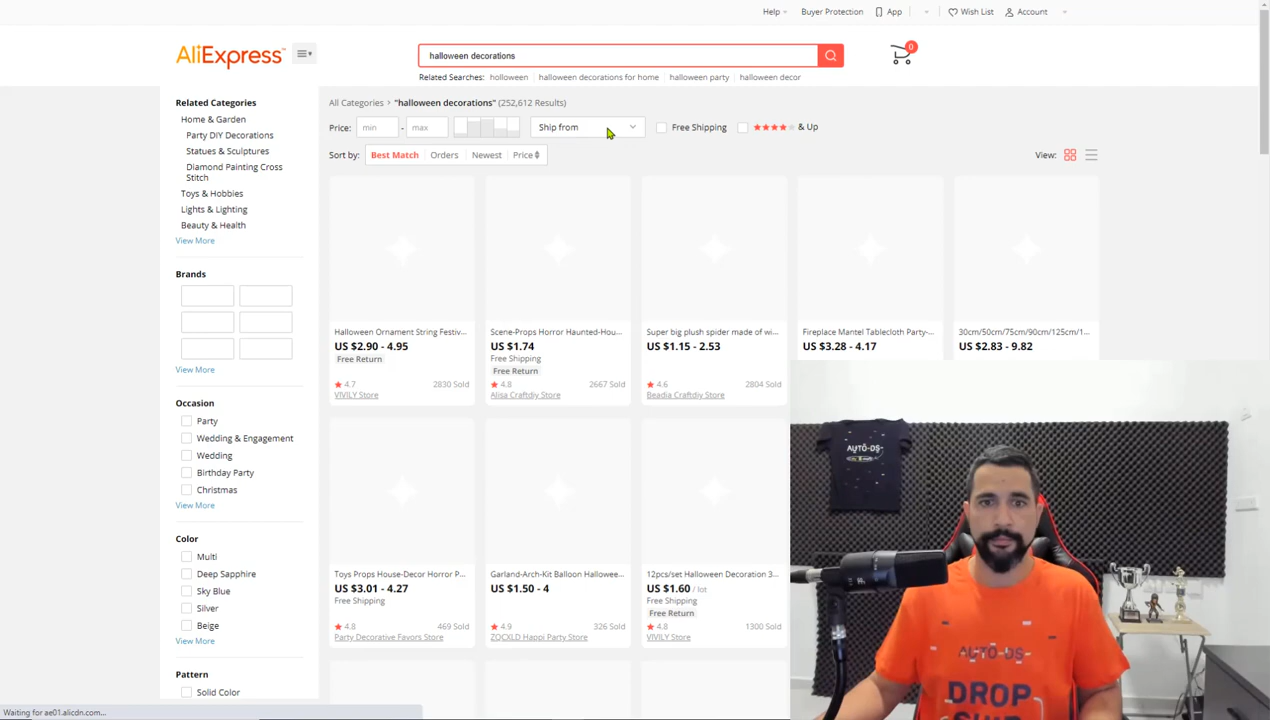 Help
Buyer Protection
App
Wish List
Account
AliExpress
halloween decorations
0
Related Searches: holloween halloween decorations for home halloween party halloween decor
Related Categories
Home & Garden
Party DIY Decorations
Statues & Sculptures
Diamond Painting Cross
Stitch
Toys & Hobbies
Lights & Lighting
Beauty & Health
View More
Brands
View More
Occasion
Party
Wedding & Engagement
Wedding
Birthday Party
Christmas
View More
Color
Multi
Deep Sapphire
Sky Blue
Silver
Beige
View More
Pattern
Solid Color
All Categories > "halloween decorations" (252,612 Results)
Price: min - max Ship from Free Shipping & Up
Sort by: Best Match Orders Newest Price
View:
Halloween Ornament String Festiv...
US $2.90 - 4.95
Free Return
4.7 2830 Sold
VIVILY Store
Scene-Props Horror Haunted-Hou...
US $1.74
Free Shipping
Free Return
4.8 2667 Sold
Alisa Craftdiy Store
Super big plush spider made of wi...
US $1.15 - 2.53
4.6 2804 Sold
Beadia Craftdiy Store
Fireplace Mantel Tablecloth Party-...
US $3.28 - 4.17
30cm/50cm/75cm/90cm/125cm/1...
US $2.83 - 9.82
Toys Props House-Decor Horror P...
US $3.01 - 4.27
Free Shipping
4.8 469 Sold
Party Decorative Favors Store
Garland-Arch-Kit Balloon Hallowee...
US $1.50 - 4
4.9 326 Sold
ZQCXLD Happi Party Store
12pcs/set Halloween Decoration 3...
US $1.60 / lot
Free Shipping
Free Return
4.8 1300 Sold
VIVILY Store
AUTO-DS
AUTO-DS
DROP
SHIP
Waiting for ae01.alicdn.com...